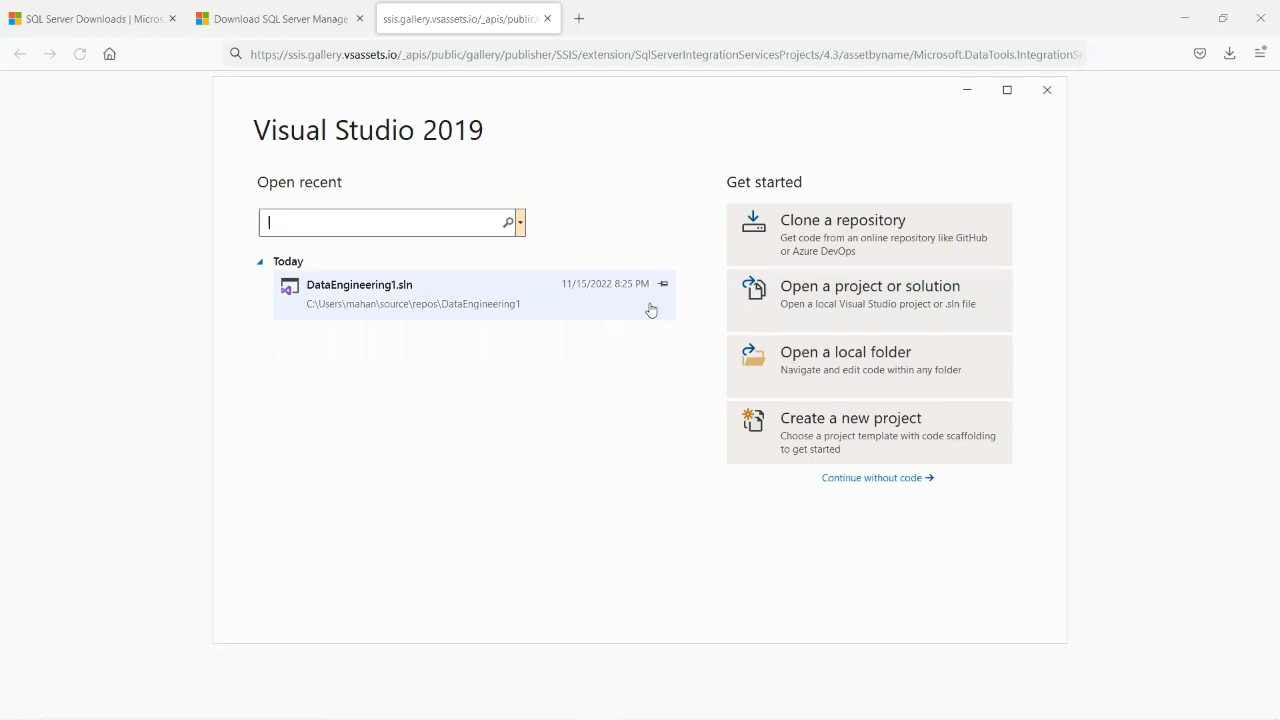 SQL Server Downloads | Micros
Download SQL Server Manage
ssis.gallery.vsassets.io/_apis/public/
https://ssis.gallery.vsassets.io/_apis/public/gallery/publisher/SSIS/extension/SqlServerIntegrationServicesProjects/4.3/assetbyname/Microsoft.DataTools.IntegrationSe
Visual Studio 2019
Open recent
Today
DataEngineering1.sln
11/15/2022 8:25 PM
C:\Users\mahan\source\repos\DataEngineering1
Get started
Clone a repository
Get code from an online repository like GitHub
or Azure DevOps
Open a project or solution
Open a local Visual Studio project or .sln file
Open a local folder
Navigate and edit code within any folder
Create a new project
Choose a project template with code scaffolding
to get started
Continue without code →